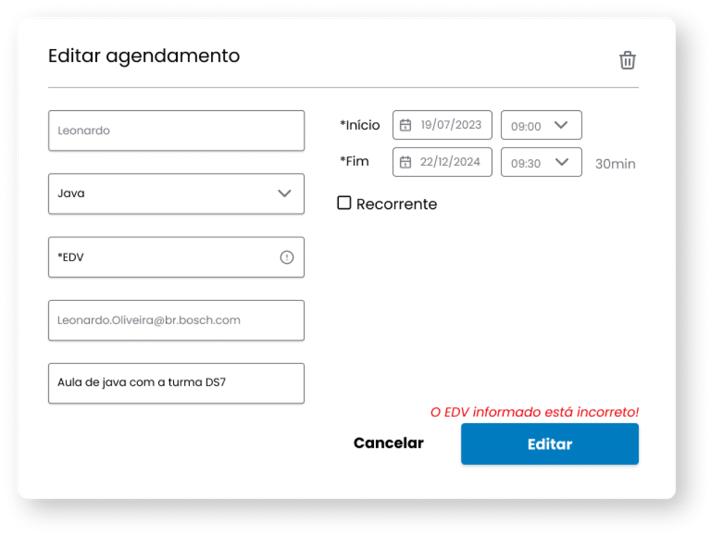 Editar agendamento
Leonardo
Java
*EDV
Leonardo.Oliveira@br.bosch.com
Aula de java com a turma DS7
*Início 19/07/2023 09:00
*Fim 22/12/2024 09:30 30min
Recorrente
O EDV informado está incorreto!
Cancelar Editar